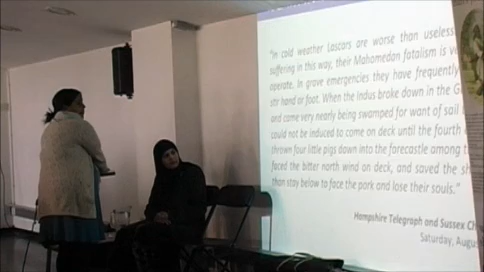 "In cold weather Lascars are worse than useless
suffering in this way, their Mahomedan fatalism is
operate. In grave emergencies they have frequently
stir hand or foot. When the Indus broke down in the
and came very nearly being swamped for want of sail
could not be induced to come on deck until the fourth
thrown four little pigs down into the forecastle among
faced the bitter north wind on deck, and saved the
than stay below to face the pork and lose their souls."
Hampshire Telegraph and Sussex
Saturday,